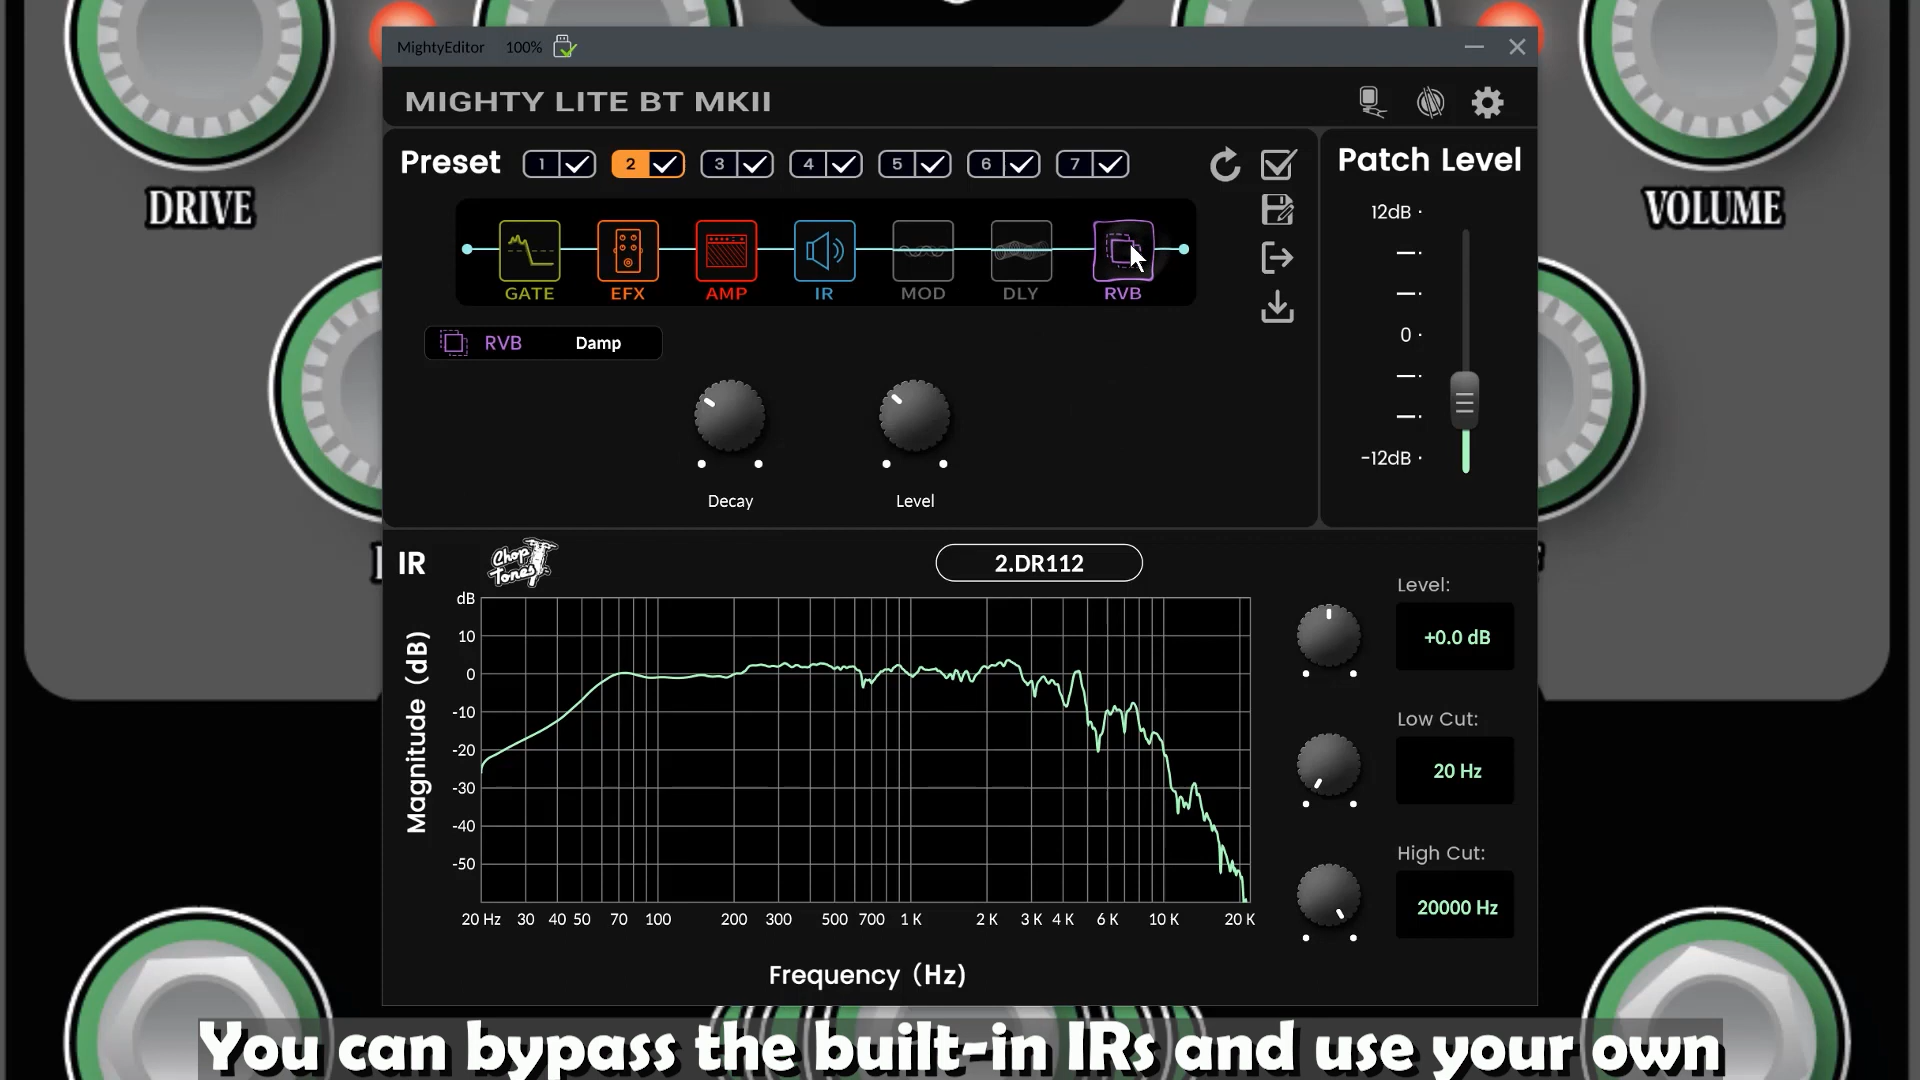 MightyEditor 100%
MIGHTY LITE BT MKII
Preset 1 2 3 4 5 6 7
Patch Level
DRIVE
VOLUME
12dB
0
-12dB
GATE EFX AMP IR MOD DLY RVB
RVB Damp
Decay Level
IR
Chop Tones
2.DR112
Level:
+0.0 dB
Low Cut:
20 Hz
High Cut:
20000 Hz
Magnitude (dB)
dB
10
0
-10
-20
-30
-40
-50
20 Hz 30 40 50 70 100 200 300 500 700 1 K 2 K 3 K 4 K 6 K 10 K 20 K
Frequency (Hz)
You can bypass the built-in IRs and use your own